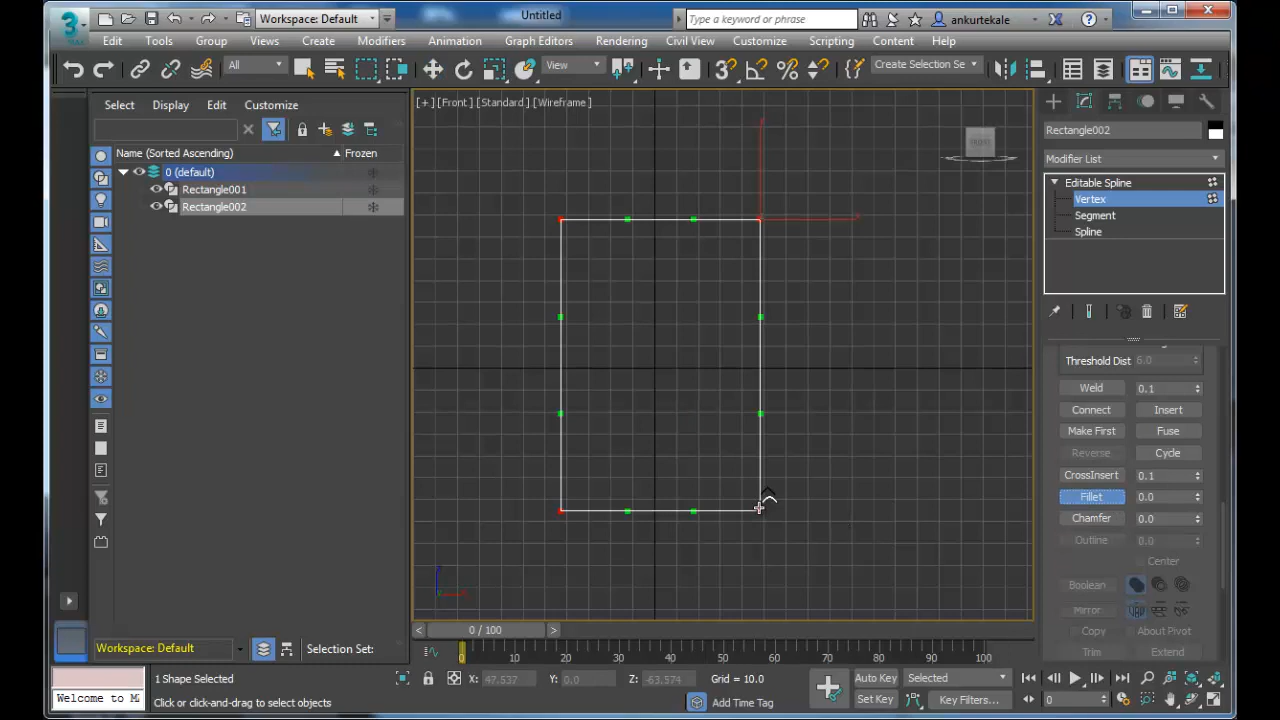 3 Workspace: Default Untitled Type a keyword or phrase ankurtekale
Edit Tools Group Views Create Modifiers Animation Graph Editors Rendering Civil View Customize Scripting Content Help
All View Create Selection Se
Select Display Edit Customize
[+] [Front ] [Standard ] [Wireframe ]
Name (Sorted Ascending) Frozen
0 (default)
Rectangle001
Rectangle002
Rectangle002
Modifier List
Editable Spline
Vertex
Segment
Spline
Threshold Dist 6.0
Weld 0.1
Connect Insert
Make First Fuse
Reverse Cycle
CrossInsert 0.1
Fillet 0.0
Chamfer 0.0
Outline 0.0
Center
Boolean
Mirror
Copy About Pivot
Trim Extend
0 / 100
Workspace: Default Selection Set:
0 10 20 30 40 50 60 70 80 90 100
1 Shape Selected X: 47.537 Y: 0.0 Z: -63.574 Grid = 10.0 Auto Key Selected
Welcome to M Click or click-and-drag to select objects Add Time Tag Set Key Key Filters... 0